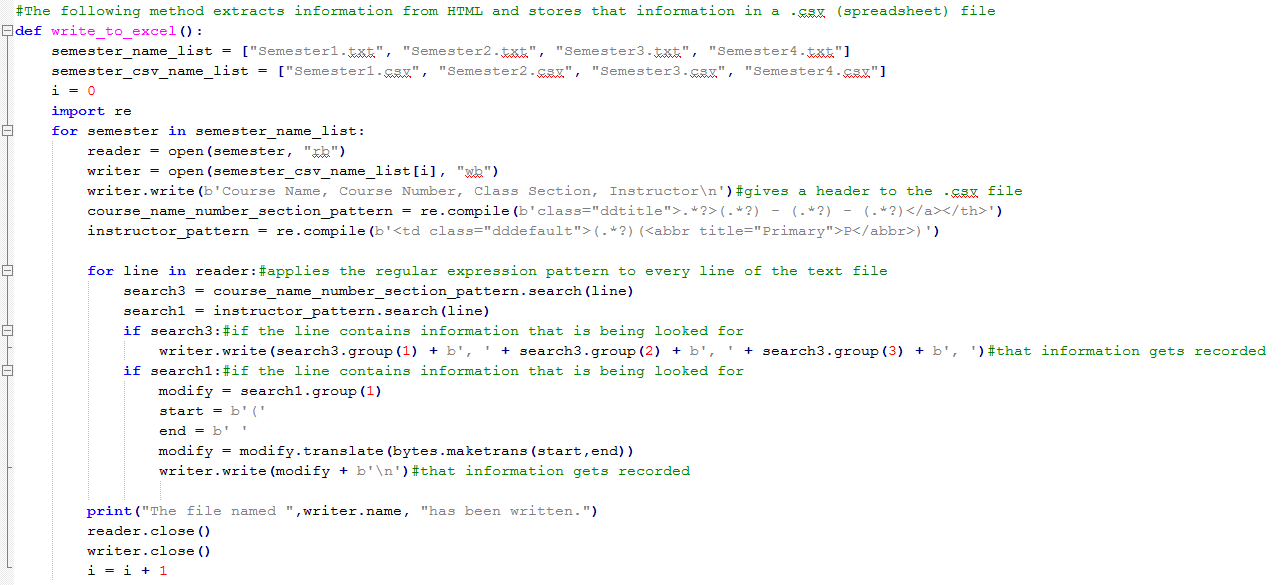 #The following method extracts information from HTML and stores that information in a .csv (spreadsheet) file
def write_to_excel():
    semester_name_list = ["Semester1.txt", "Semester2.txt", "Semester3.txt", "Semester4.txt"]
    semester_csv_name_list = ["Semester1.csv", "Semester2.csv", "Semester3.csv", "Semester4.csv"]
    i = 0
    import re
    for semester in semester_name_list:
        reader = open(semester, "rb")
        writer = open(semester_csv_name_list[i], "wb")
        writer.write(b'Course Name, Course Number, Class Section, Instructor\n')#gives a header to the .csv file
        course_name_number_section_pattern = re.compile(b'class="ddtitle">.*?>(.*?) - (.*?) - (.*?)</a></th>')
        instructor_pattern = re.compile(b'<td class="dddefault">(.*?)(<abbr title="Primary">P</abbr>)')
        for line in reader:#applies the regular expression pattern to every line of the text file
            search3 = course_name_number_section_pattern.search(line)
            search1 = instructor_pattern.search(line)
            if search3:#if the line contains information that is being looked for
                writer.write(search3.group(1) + b', ' + search3.group(2) + b', ' + search3.group(3) + b', ')#that information gets recorded
            if search1:#if the line contains information that is being looked for
                modify = search1.group(1)
                start = b'('
                end = b' '
                modify = modify.translate(bytes.maketrans(start,end))
                writer.write(modify + b'\n')#that information gets recorded
        print("The file named ",writer.name, "has been written.")
        reader.close()
        writer.close()
        i = i + 1